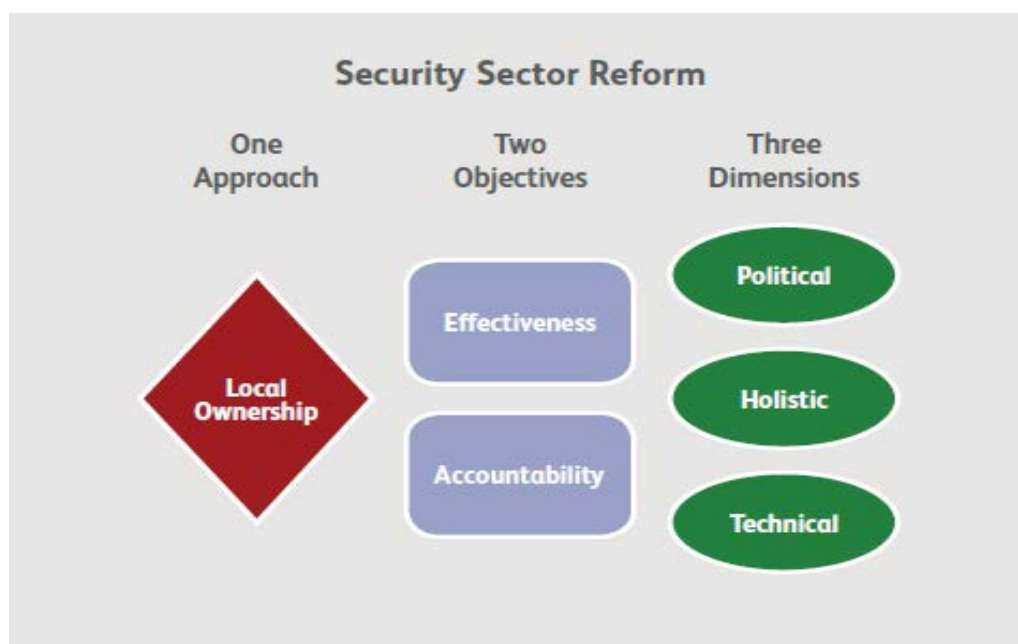 Security Sector Reform
One
Approach
Two
Objectives
Three
Dimensions
Local
Ownership
Effectiveness
Accountability
Political
Holistic
Technical